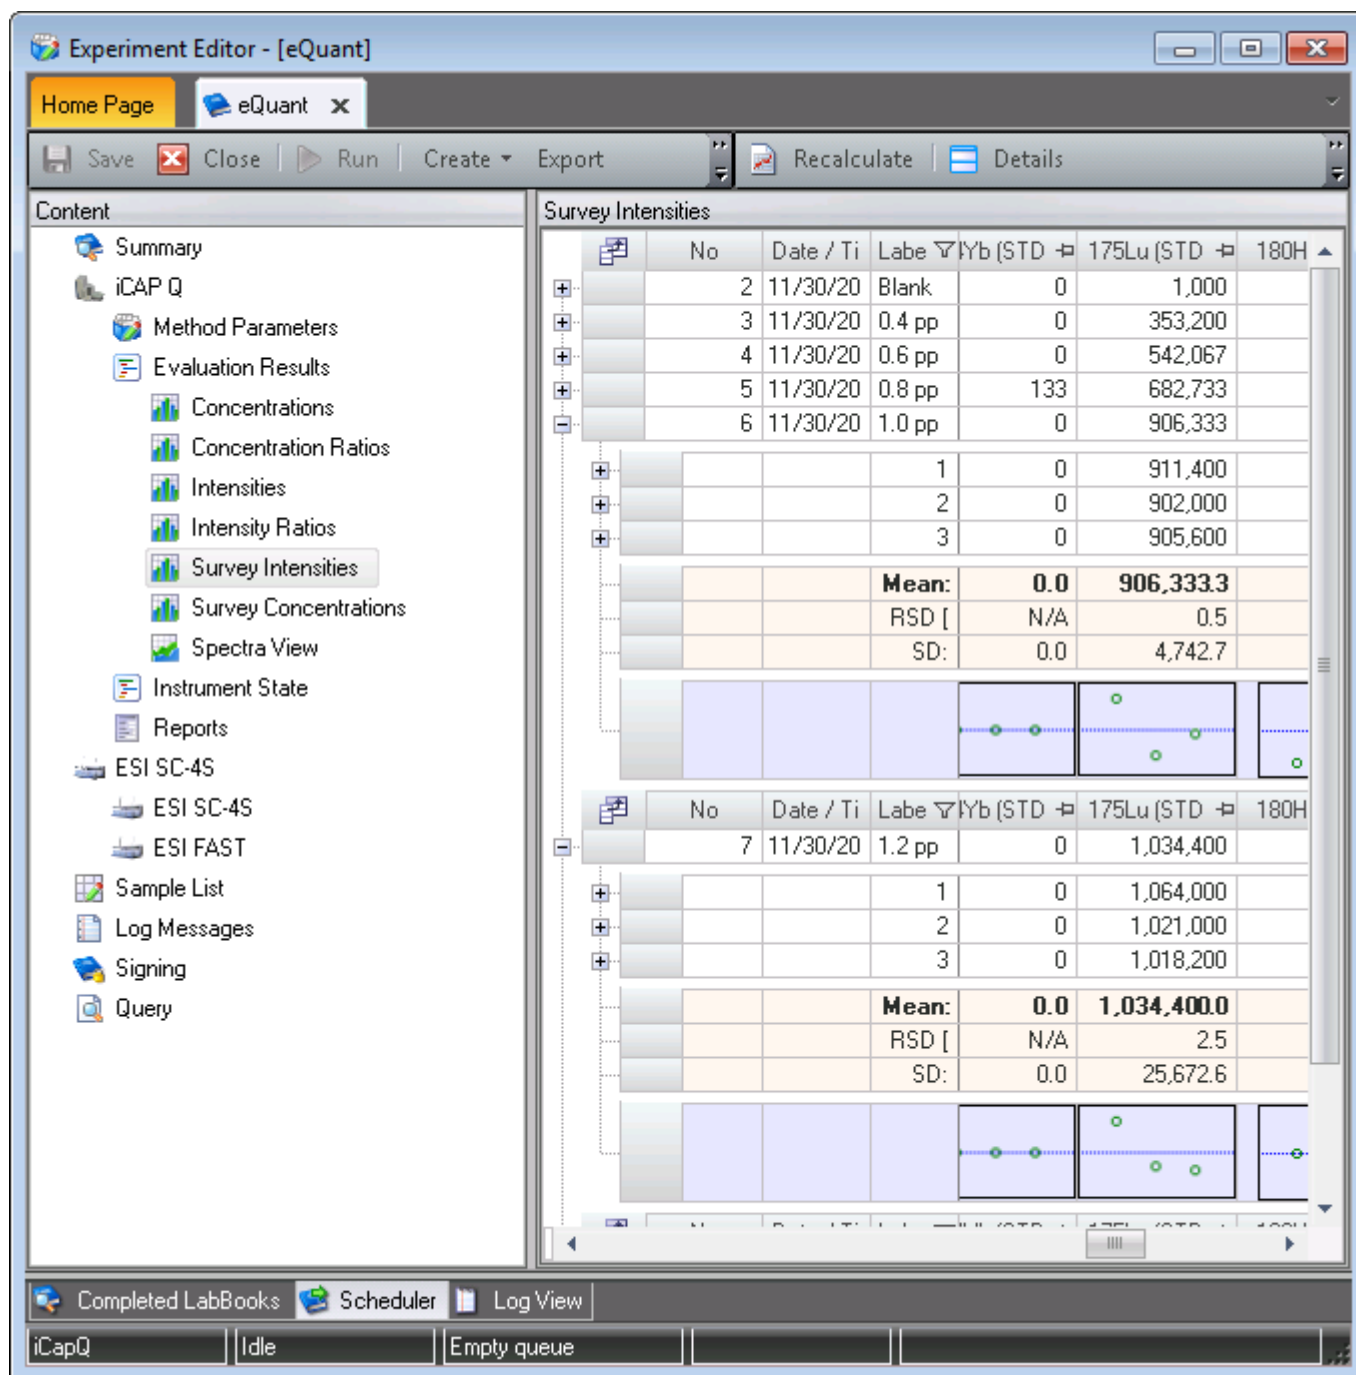 Experiment Editor - [eQuant]
Home Page eQuant
Save Close Run Create Export Recalculate Details
Content
Summary
iCAP Q
Method Parameters
Evaluation Results
Concentrations
Concentration Ratios
Intensities
Intensity Ratios
Survey Intensities
Survey Concentrations
Spectra View
Instrument State
Reports
ESI SC-4S
ESI SC-4S
ESI FAST
Sample List
Log Messages
Signing
Query
Survey Intensities
No Date / Ti Labe Yb (STD 175Lu (STD 180H
2 11/30/20 Blank 0 1,000
3 11/30/20 0.4 pp 0 353,200
4 11/30/20 0.6 pp 0 542,067
5 11/30/20 0.8 pp 133 682,733
6 11/30/20 1.0 pp 0 906,333
1 0 911,400
2 0 902,000
3 0 905,600
Mean: 0.0 906,333.3
RSD [ N/A 0.5
SD: 0.0 4,742.7
No Date / Ti Labe Yb (STD 175Lu (STD 180H
7 11/30/20 1.2 pp 0 1,034,400
1 0 1,064,000
2 0 1,021,000
3 0 1,018,200
Mean: 0.0 1,034,400.0
RSD [ N/A 2.5
SD: 0.0 25,672.6
Completed LabBooks Scheduler Log View
iCapQ Idle Empty queue